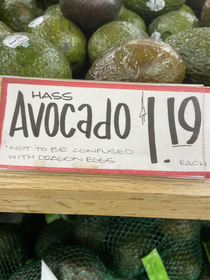 HASS
AVOCADO $1.19
*NOT TO BE CONFUSED
WITH DRAGON EGGS EACH